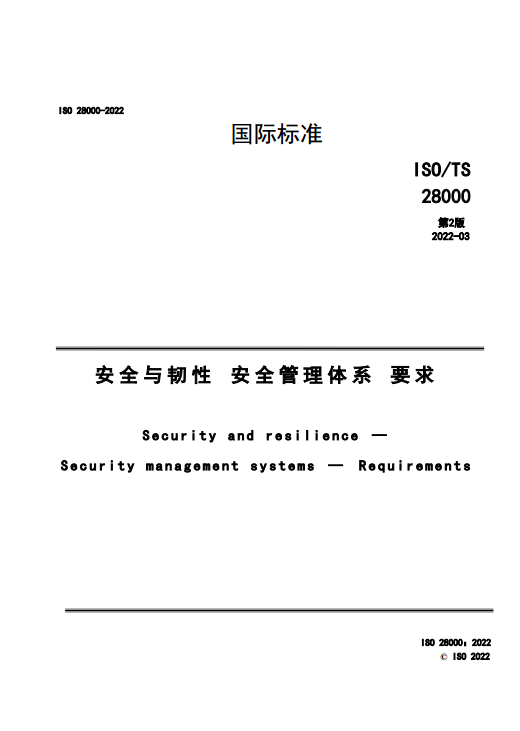 ISO 28000-2022
国际标准
ISO/TS
28000
第2版
2022-03
安全与韧性 安全管理体系 要求
Security and resilience —
Security management systems — Requirements
ISO 28000：2022
© ISO 2022